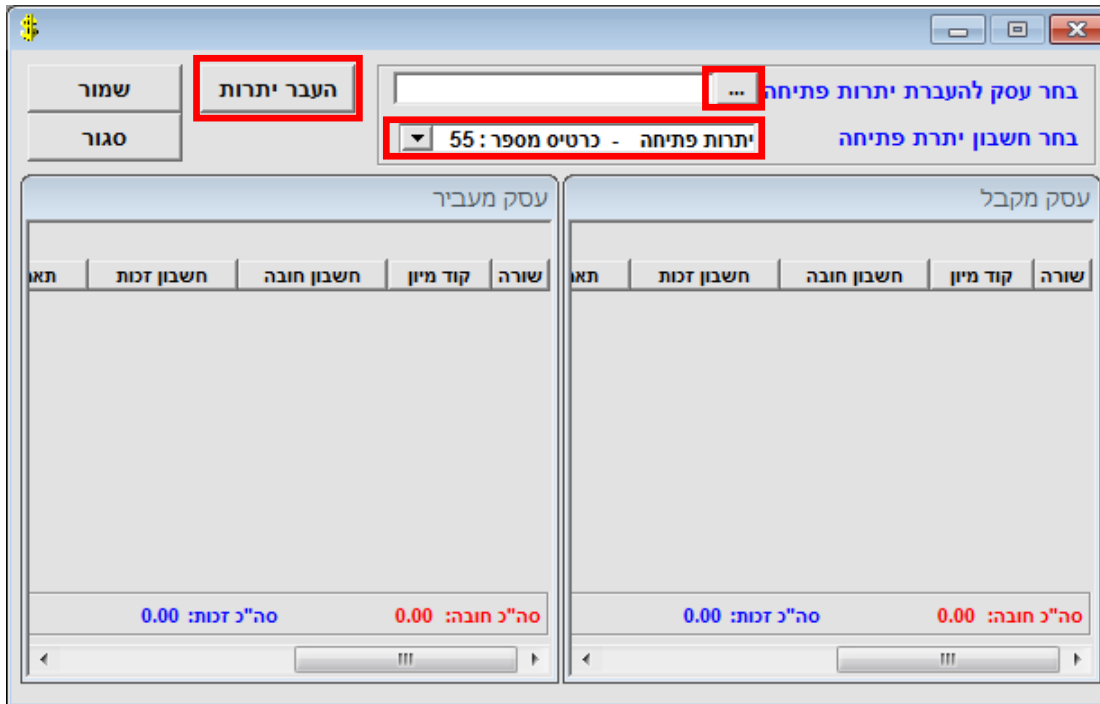 בחר עסק להעברת יתרות פתיחה ... העבר יתרות שמור
בחר חשבון יתרת פתיחה יתרות פתיחה - כרטיס מספר : 55 סגור
עסק מקבל
שורה קוד מיון חשבון חובה חשבון זכות תאר
סה"כ חובה: 0.00 סה"כ זכות: 0.00
עסק מעביר
שורה קוד מיון חשבון חובה חשבון זכות תאר
סה"כ חובה: 0.00 סה"כ זכות: 0.00